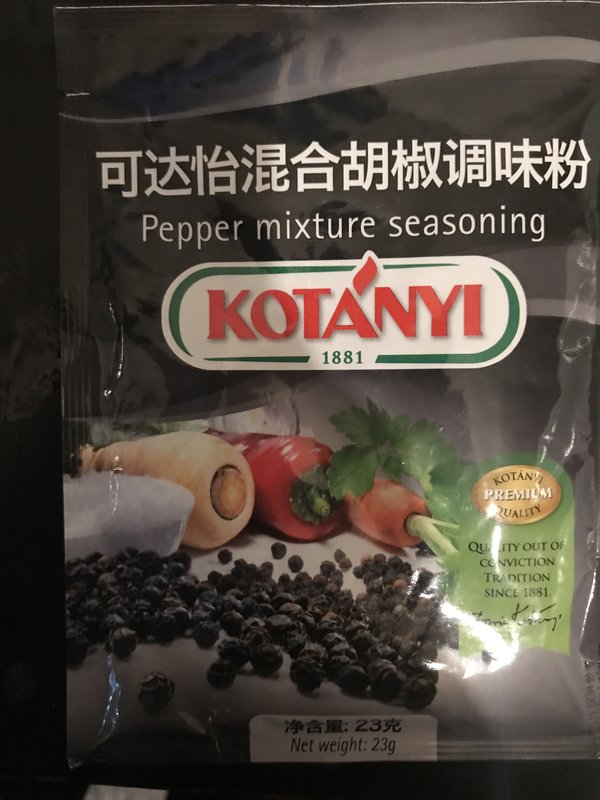 可达怡混合胡椒调味粉
Pepper mixture seasoning
KOTÁNYI
1881
KOTÁNYI
PREMIUM
QUALITY
QUALITY OUT OF
CONVICTION
TRADITION
SINCE 1881.
净含量: 23克
Net weight: 23g